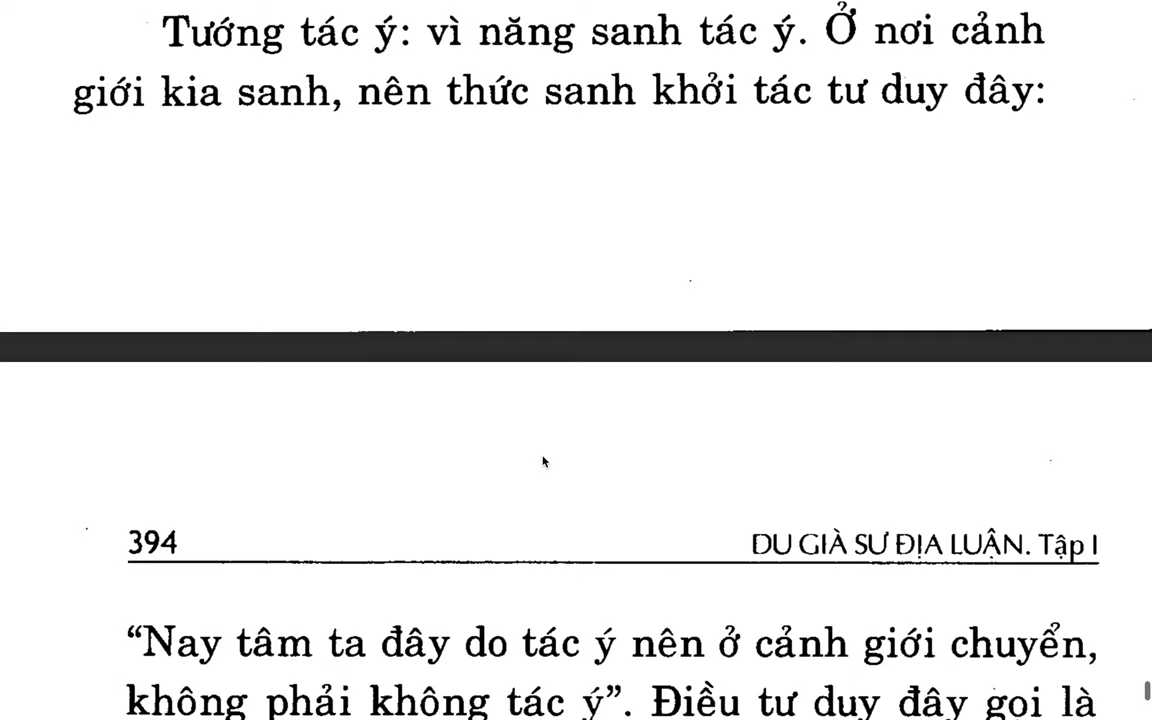 Tướng tác ý: vì năng sanh tác ý. Ở nơi cảnh
giới kia sanh, nên thức sanh khởi tác tư duy đây:
394
DU GIÀ SƯ ĐỊA LUẬN. Tập I
“Nay tâm ta đây do tác ý nên ở cảnh giới chuyển,
không phải không tác ý”. Điều tư duy đây gọi là